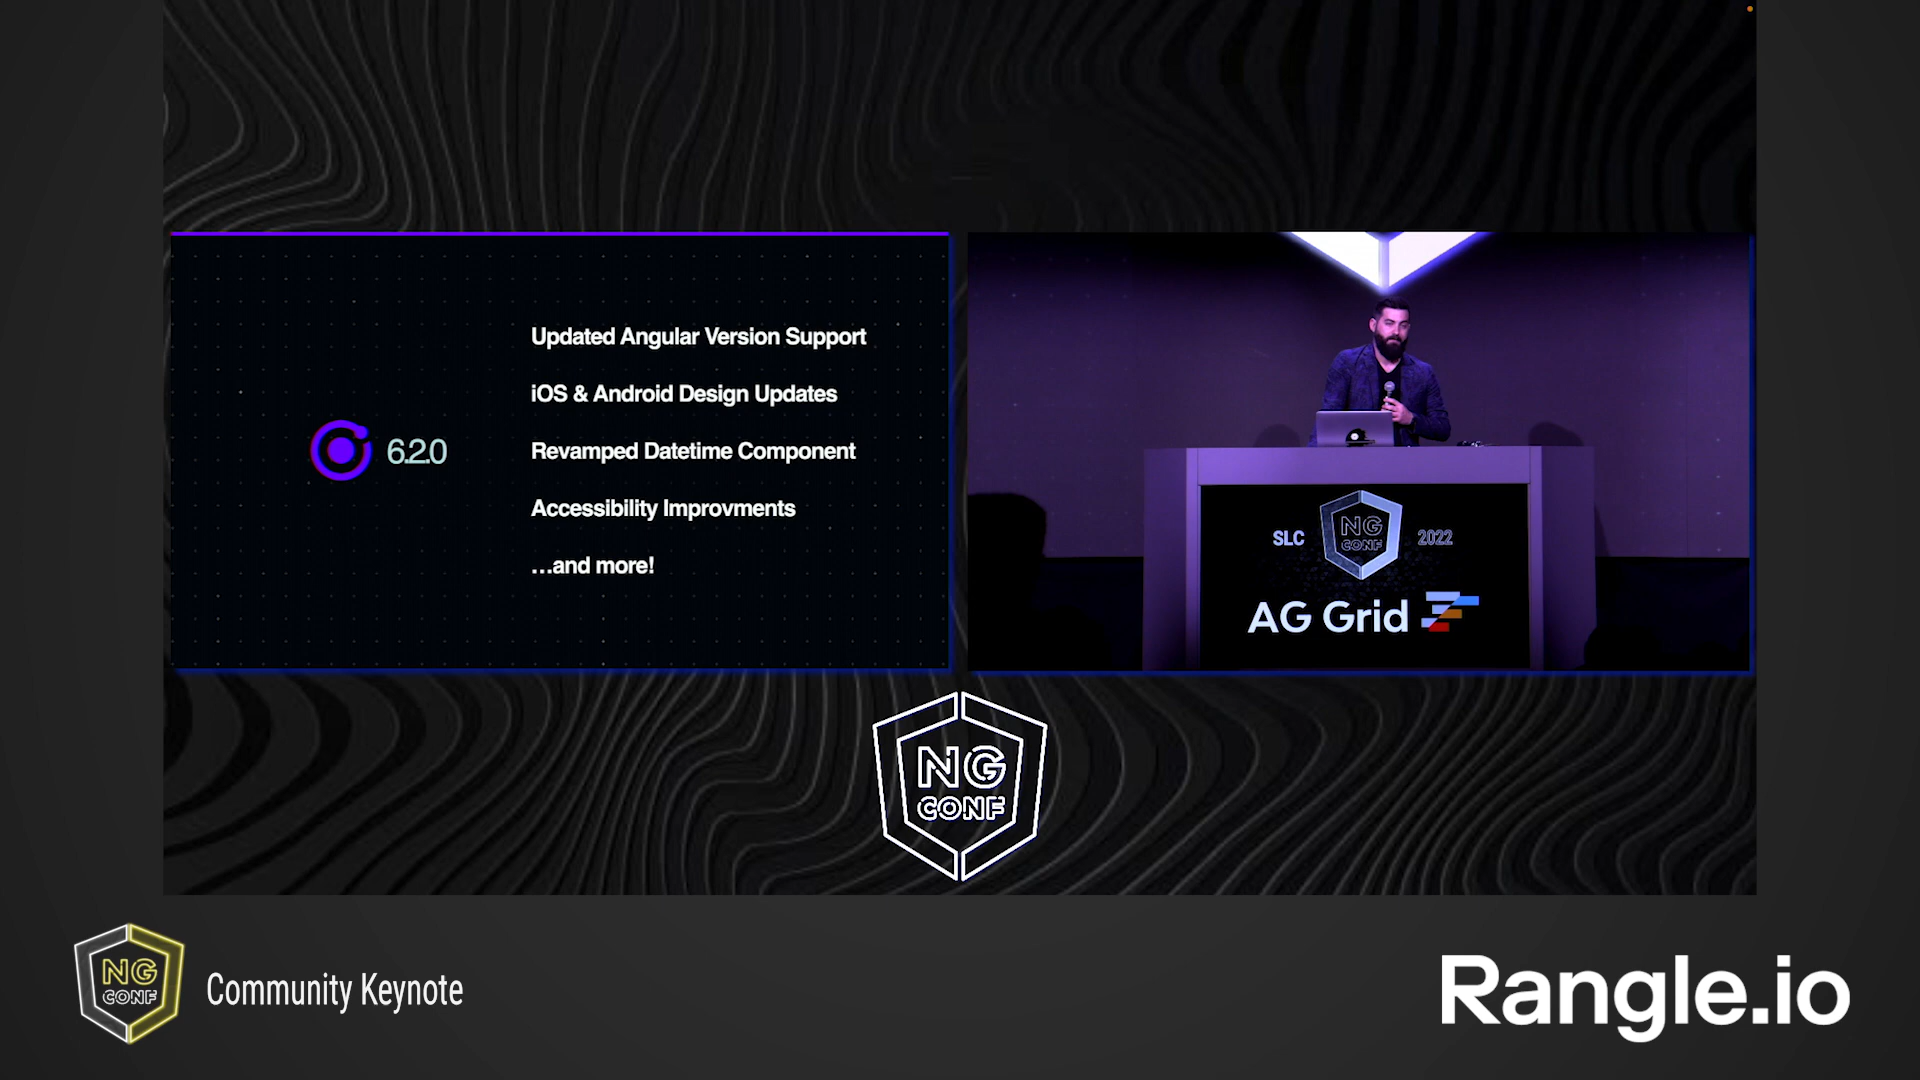 Updated Angular Version Support
iOS & Android Design Updates
6.2.0
Revamped Datetime Component
Accessibility Improvments
...and more!
SLC
NG
CONF
2022
AG Grid
NG
CONF
NG
CONF
Community Keynote
Rangle.io